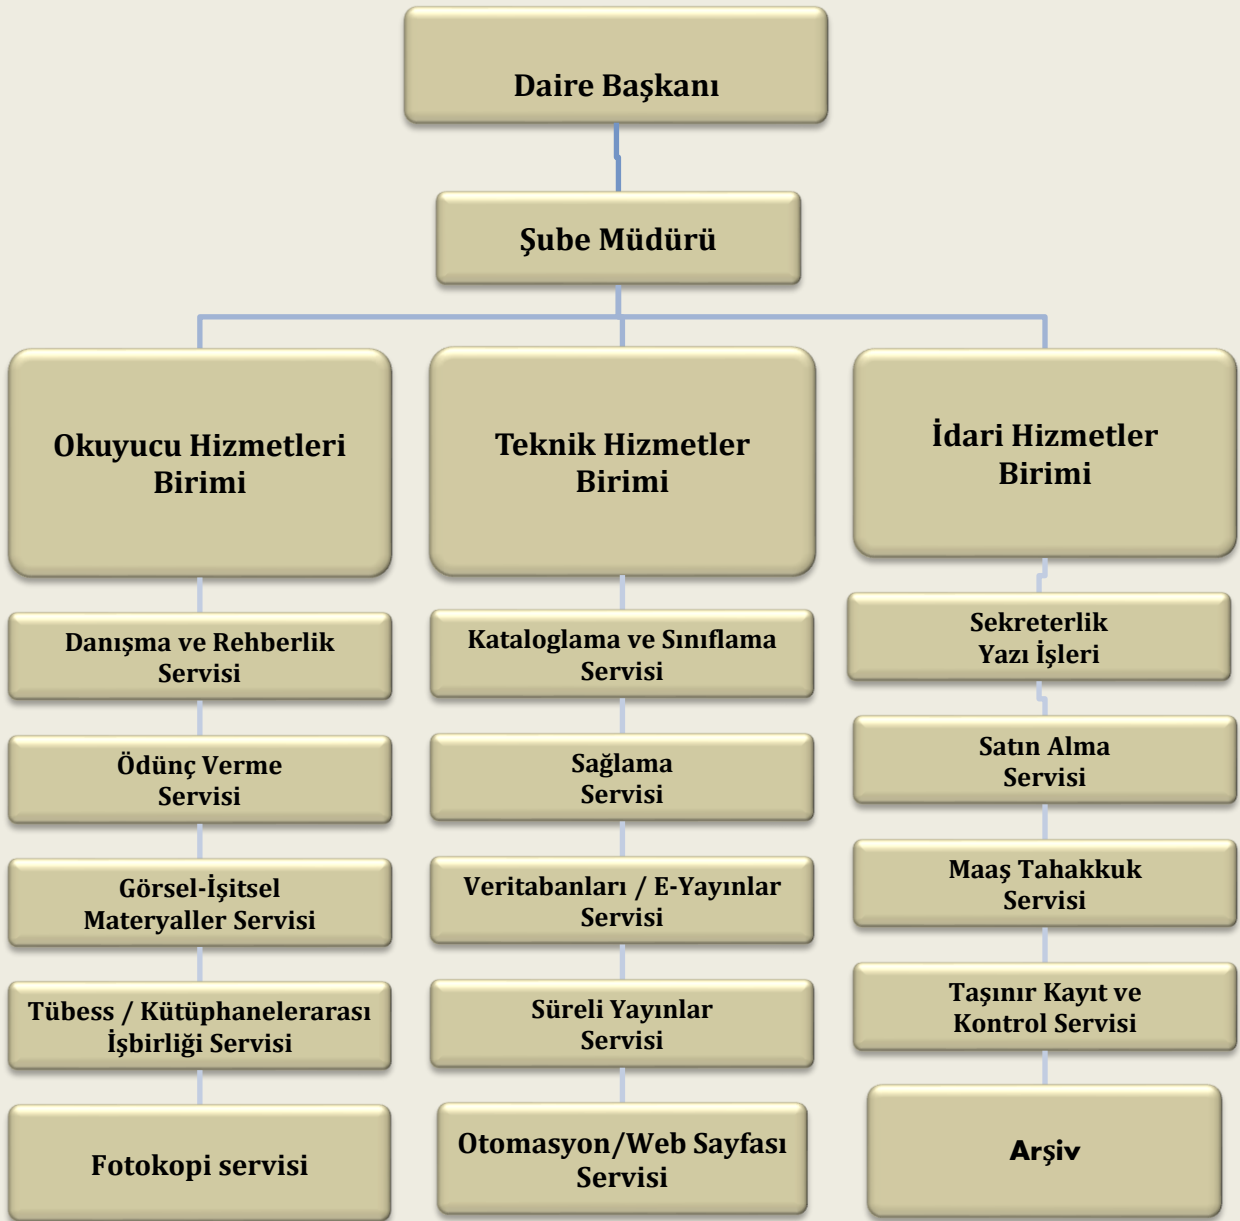 Daire Başkanı
Şube Müdürü
Okuyucu Hizmetleri
Birimi
Danışma ve Rehberlik
Servisi
Ödünç Verme
Servisi
Görsel-İşitsel
Materyaller Servisi
Tübess / Kütüphanelerarası
İşbirliği Servisi
Fotokopi servisi
Teknik Hizmetler
Birimi
Kataloglama ve Sınıflama
Servisi
Sağlama
Servisi
Veritabanları / E-Yayınlar
Servisi
Süreli Yayınlar
Servisi
Otomasyon/Web Sayfası
Servisi
İdari Hizmetler
Birimi
Sekreterlik
Yazı İşleri
Satın Alma
Servisi
Maaş Tahakkuk
Servisi
Taşınır Kayıt ve
Kontrol Servisi
Arşiv